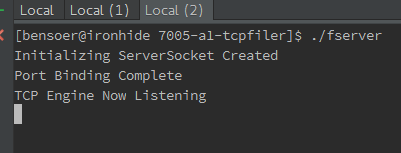 Local Local (1) Local (2)
[bensoer@ironhide 7005-a1-tcpfiler]$ ./fserver
Initializing ServerSocket Created
Port Binding Complete
TCP Engine Now Listening